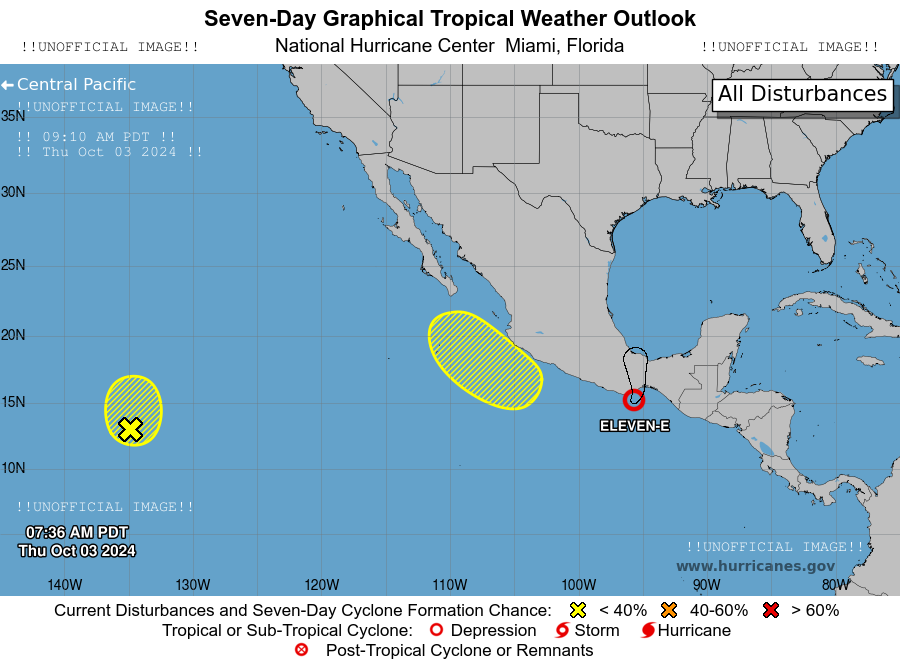 Seven-Day Graphical Tropical Weather Outlook
!!UNOFFICIAL IMAGE!! National Hurricane Center Miami, Florida !!UNOFFICIAL IMAGE!!
Central Pacific
All Disturbances
!!UNOFFICIAL IMAGE!!
35N
!! 09:10 AM PDT !!
!! Thu Oct 03 2024 !!
30N
25N
20N
15N
ELEVEN-E
10N
!!UNOFFICIAL IMAGE!!
07:36 AM PDT
Thu Oct 03 2024
!!UNOFFICIAL IMAGE!!
www.hurricanes.gov
140W 130W 120W 110W 100W 90W 80W
Current Disturbances and Seven-Day Cyclone Formation Chance: < 40% 40-60% > 60%
Tropical or Sub-Tropical Cyclone: Depression Storm Hurricane
Post-Tropical Cyclone or Remnants